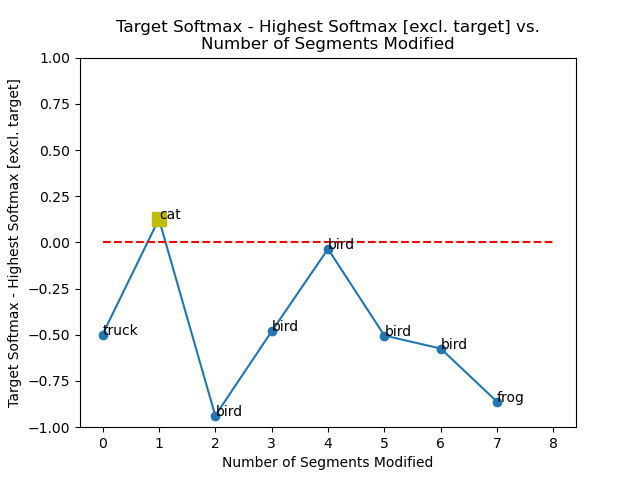 Target Softmax - Highest Softmax [excl. target] vs.
Number of Segments Modified
Target Softmax - Highest Softmax [excl. target]
1.00
0.75
0.50
0.25
0.00
−0.25
−0.50
−0.75
−1.00
truck
cat
bird
bird
bird
bird
bird
frog
0 1 2 3 4 5 6 7 8
Number of Segments Modified